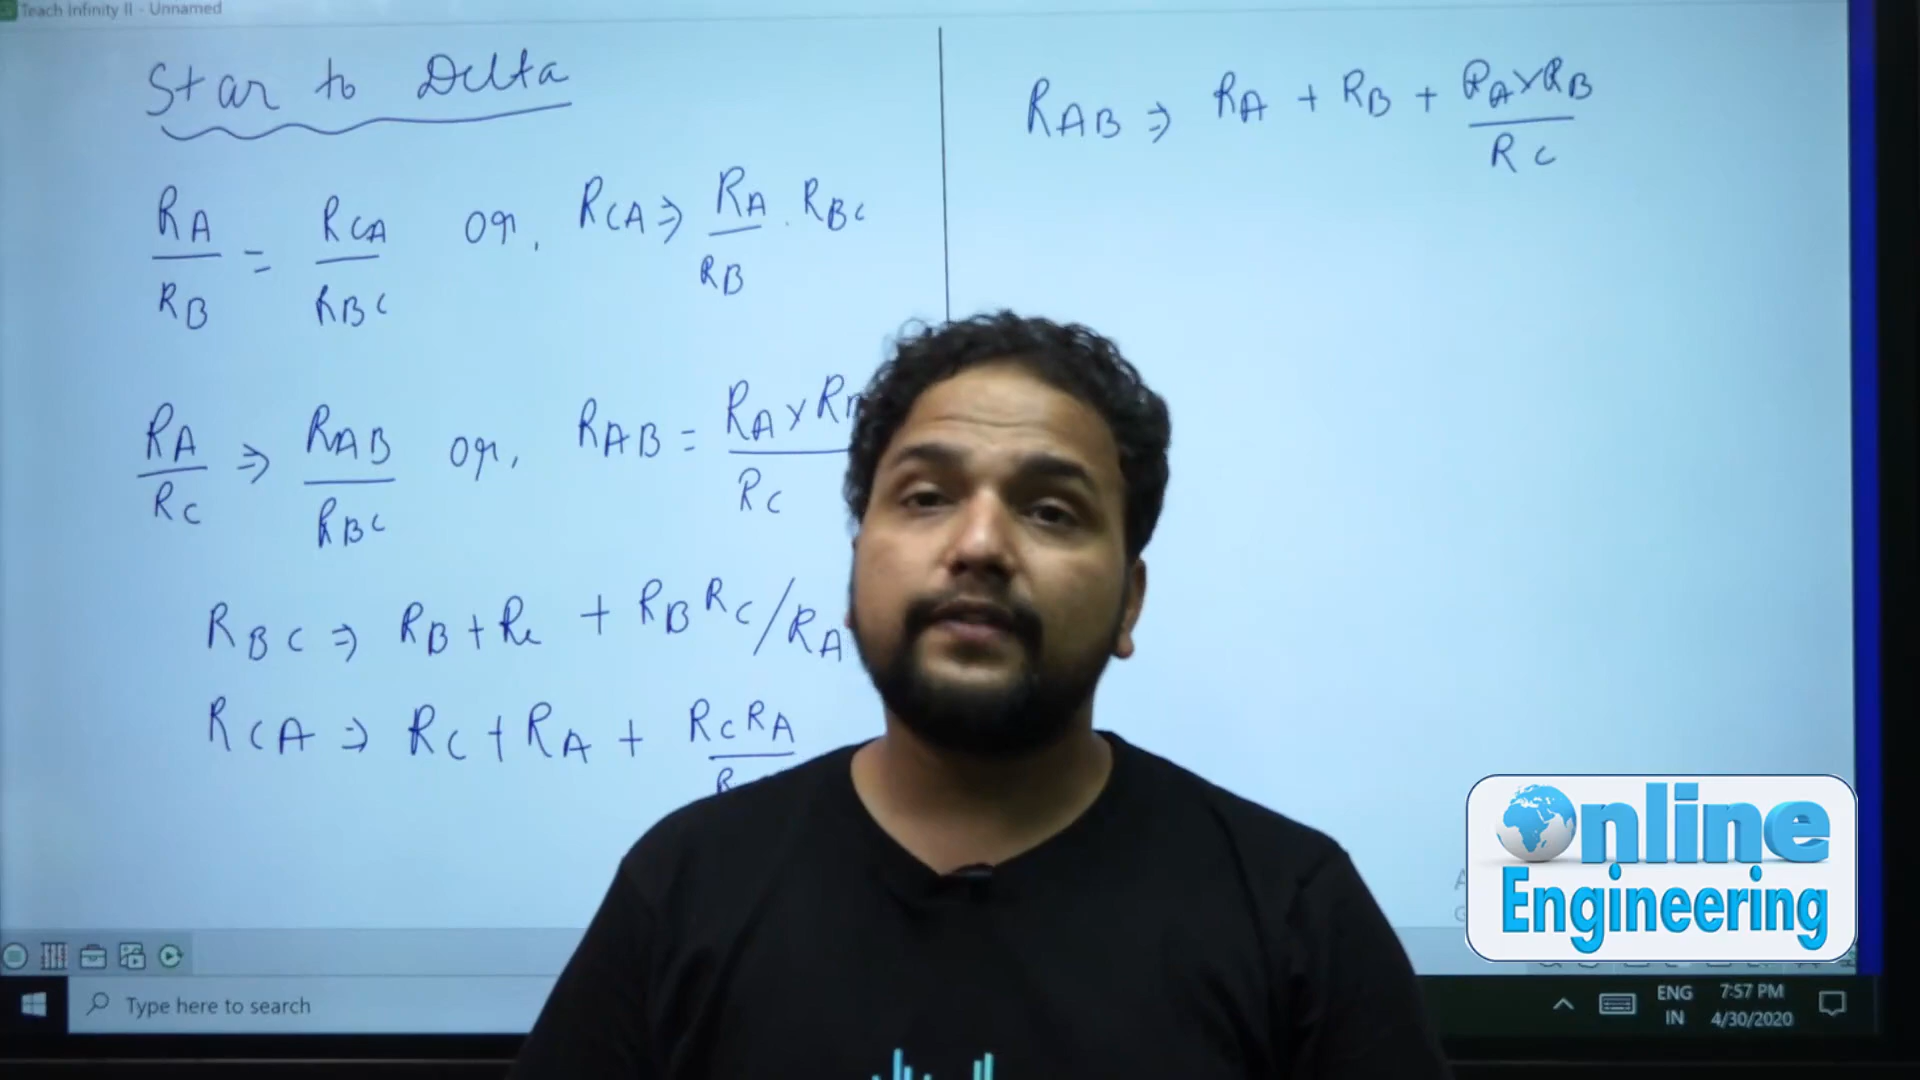 Teach Infinity II - Unnamed
Star to Delta
RA/RB = RCA/RBC or, RCA ⇒ RA/RB . RBC
RA/RC ⇒ RAB/RBC or, RAB = RA x R /RC
RBC ⇒ RB + RC + RB RC/RA
RCA ⇒ RC + RA + RCRA/R
RAB ⇒ RA + RB + RA x RB/RC
Online
Engineering
Type here to search
ENG
IN
7:57 PM
4/30/2020